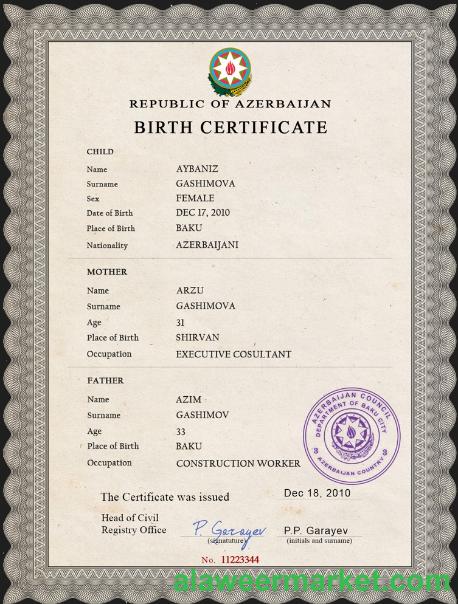 REPUBLIC OF AZERBAIJAN
BIRTH CERTIFICATE
CHILD
Name AYBANIZ
Surname GASHIMOVA
Sex FEMALE
Date of Birth DEC 17, 2010
Place of Birth BAKU
Nationality AZERBAIJANI
MOTHER
Name ARZU
Surname GASHIMOVA
Age 31
Place of Birth SHIRVAN
Occupation EXECUTIVE COSULTANT
FATHER
Name AZIM
Surname GASHIMOV
Age 33
Place of Birth BAKU
Occupation CONSTRUCTION WORKER
AZERBAIJAN COUNCIL
DEPARTMENT OF BAKU CITY
AZERBAIJAN COUNTRY
The Certificate was issued Dec 18, 2010
Head of Civil
Registry Office P. Garayev P.P. Garayev
(signatuture) (initials and surname)
No. 11223344
alaweermarket.com